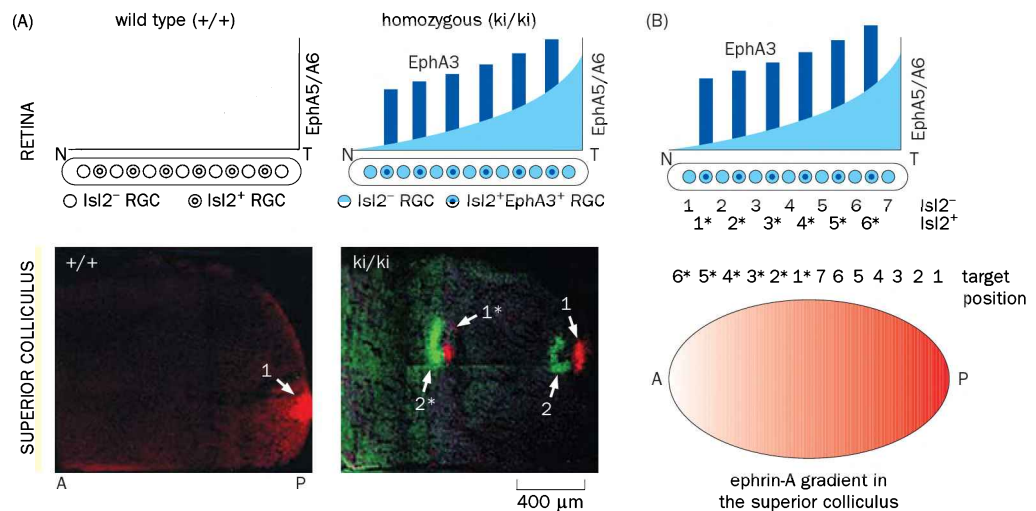 (A)
wild type (+/+)
homozygous (ki/ki)
(B)
RETINA
EphA5/A6
N
T
Isl2⁻ RGC
Isl2⁺ RGC
EphA3
EphA5/A6
N
T
Isl2⁻ RGC
Isl2⁺EphA3⁺ RGC
EphA3
EphA5/A6
N
T
1 2 3 4 5 6 7 Isl2⁻
1* 2* 3* 4* 5* 6* Isl2⁺
SUPERIOR COLLICULUS
+/+
1
A
P
ki/ki
1*
1
2*
2
400 µm
6* 5* 4* 3* 2* 1* 7 6 5 4 3 2 1 target
position
A
P
ephrin-A gradient in
the superior colliculus